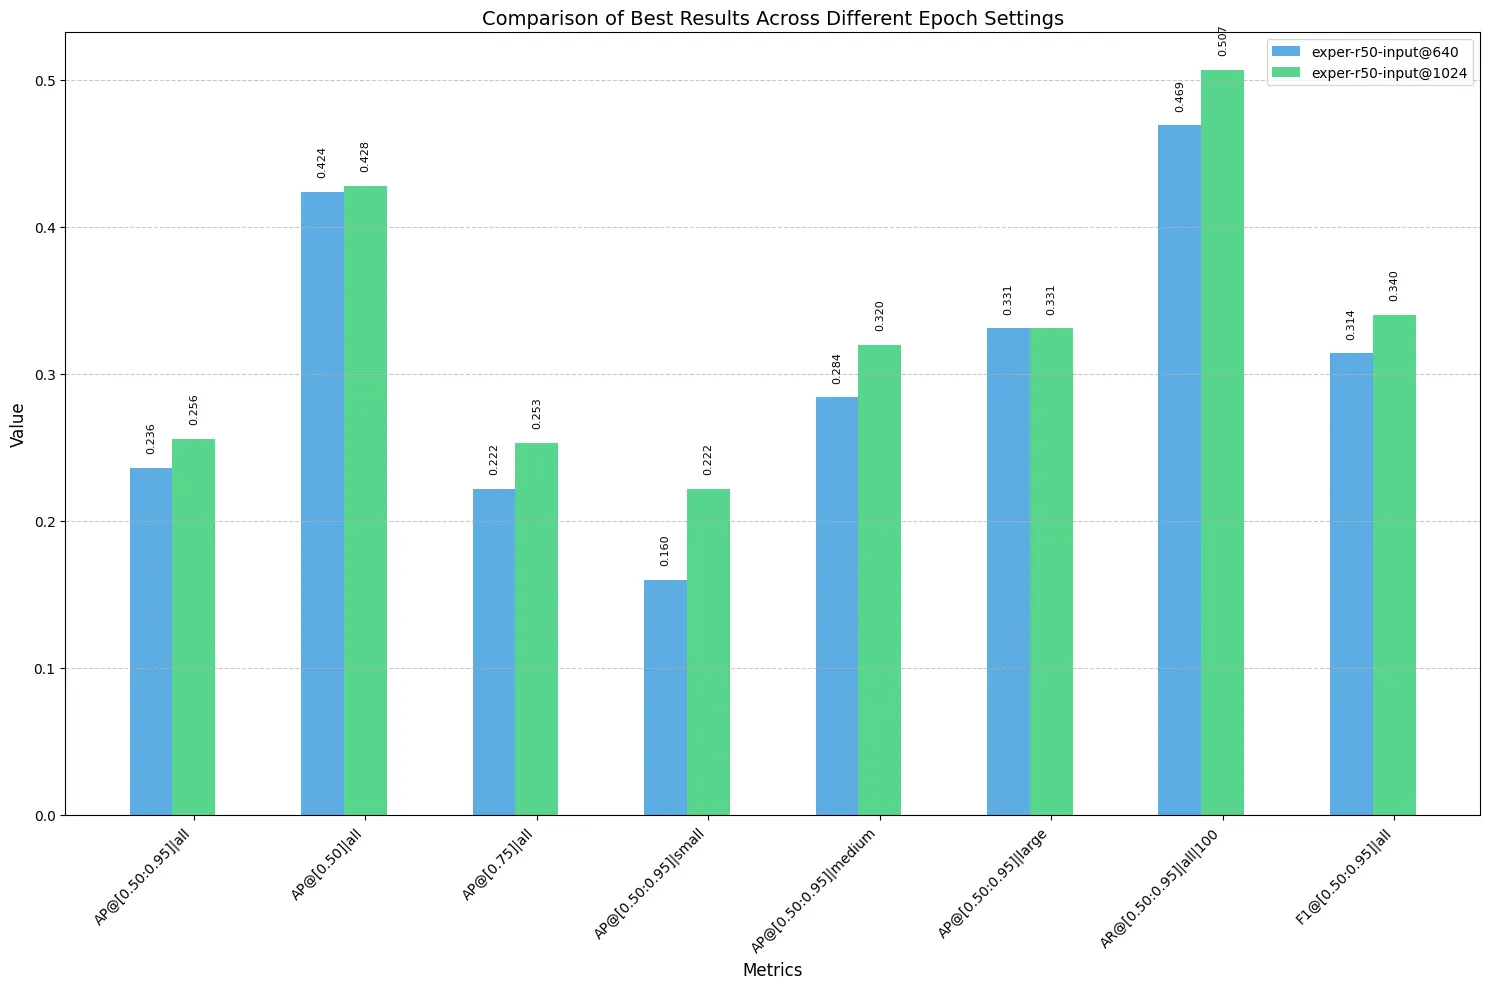 Comparison of Best Results Across Different Epoch Settings
exper-r50-input@640
exper-r50-input@1024
Value
0.5
0.4
0.3
0.2
0.1
0.0
0.236
0.256
0.424
0.428
0.222
0.253
0.160
0.222
0.284
0.320
0.331
0.331
0.469
0.507
0.314
0.340
AP@[0.50:0.95]|all
AP@[0.50]|all
AP@[0.75]|all
AP@[0.50:0.95]|small
AP@[0.50:0.95]|medium
AP@[0.50:0.95]|large
AR@[0.50:0.95]|all|100
F1@[0.50:0.95]|all
Metrics